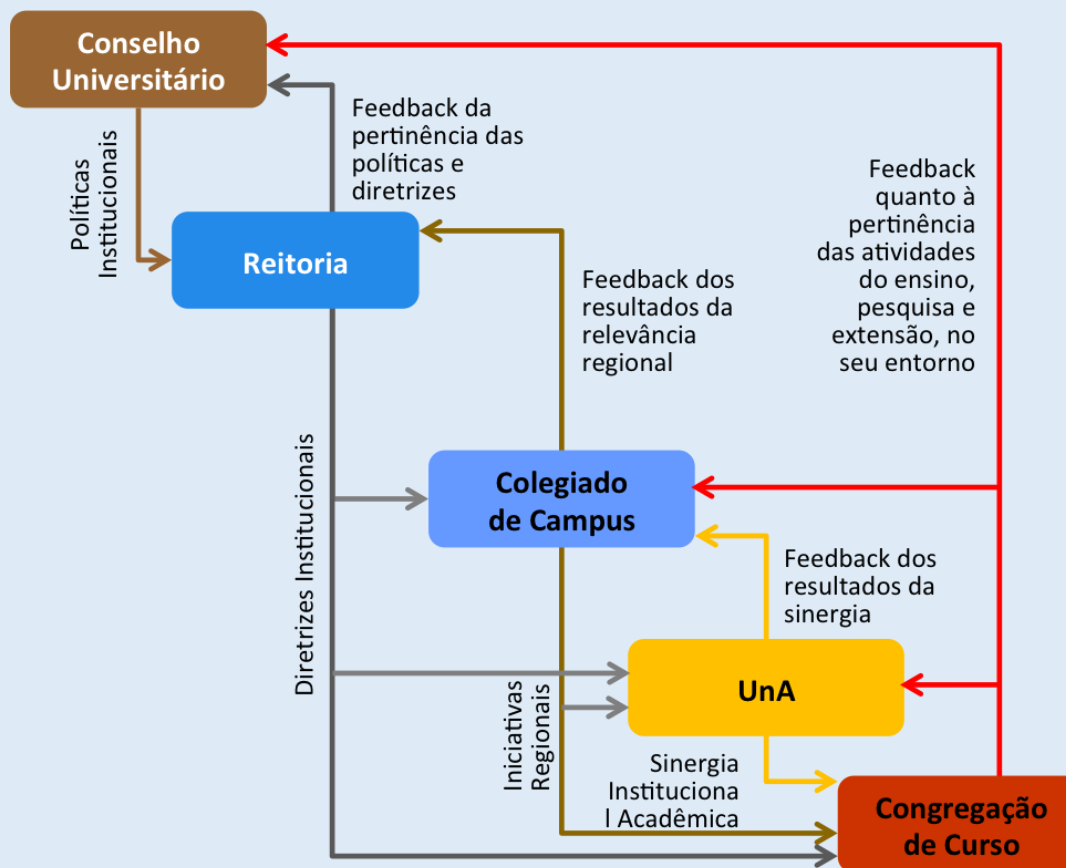 Conselho
Universitário
Políticas
Institucionais
Feedback da
pertinência das
políticas e
diretrizes
Reitoria
Feedback
quanto à
pertinência
das atividades
do ensino,
pesquisa e
extensão, no
seu entorno
Feedback dos
resultados da
relevância
regional
Diretrizes Institucionais
Colegiado
de Campus
Feedback dos
resultados da
sinergia
UnA
Iniciativas
Regionais
Sinergia
Instituciona
l Acadêmica
Congregação
de Curso